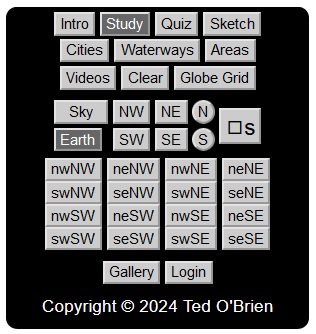 Intro Study Quiz Sketch
Cities Waterways Areas
Videos Clear Globe Grid
Sky NW NE N
□s
Earth SW SE S
nwNW neNW nwNE neNE
swNW seNW swNE seNE
nwSW neSW nwSE neSE
swSW seSW swSE seSE
Gallery Login
Copyright © 2024 Ted O'Brien